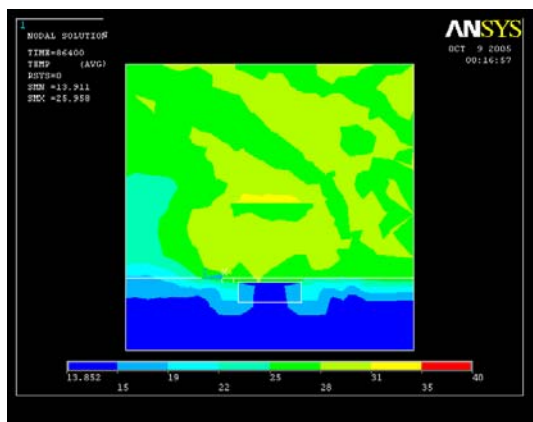 1
NODAL SOLUTION
TIME=86400
TEMP (AVG)
RSYS=0
SMN =13.911
SMX =25.958
ANSYS
OCT 9 2005
00:16:57
13.852 15 19 22 25 28 31 35 40